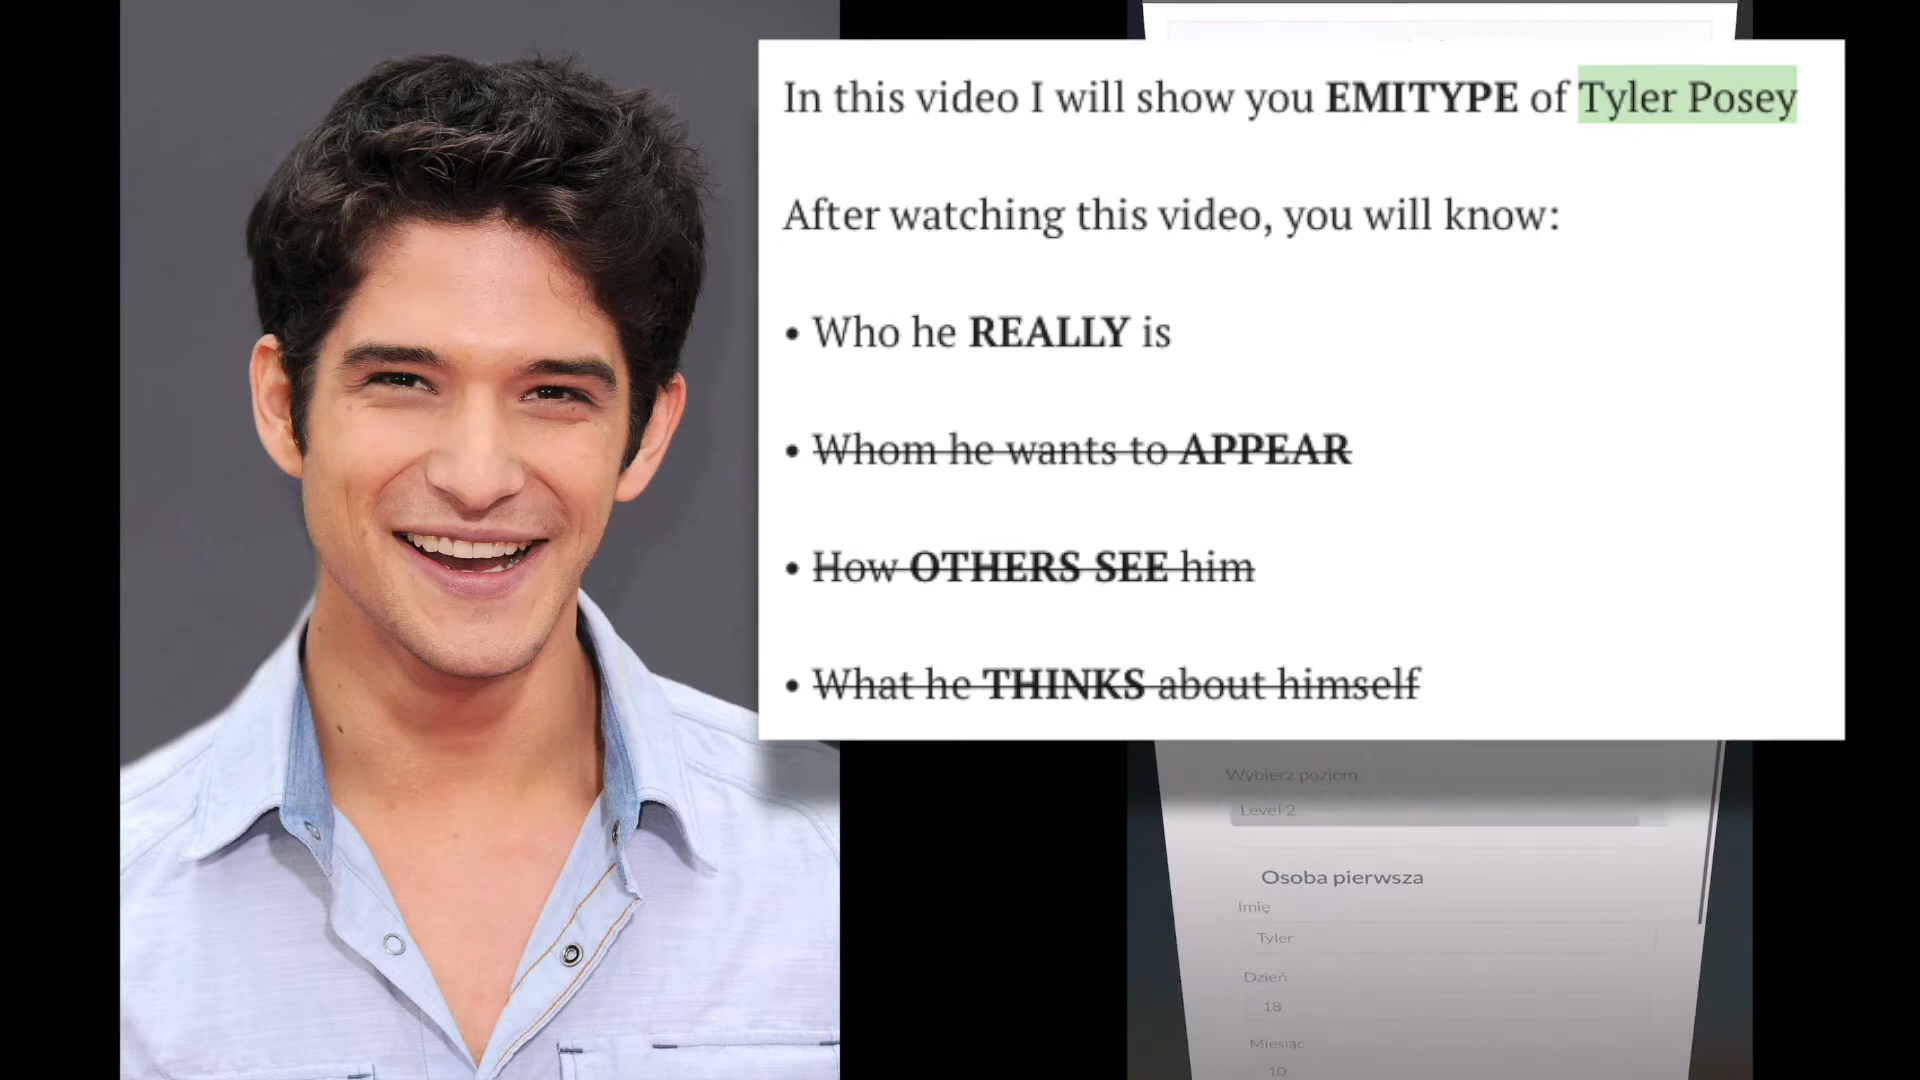 In this video I will show you EMITYPE of Tyler Posey
After watching this video, you will know:
• Who he REALLY is
• Whom he wants to APPEAR
• How OTHERS SEE him
• What he THINKS about himself
Wybierz poziom
Level 2
Osoba pierwsza
Imię
Tyler
Dzień
18
Miesiąc
10